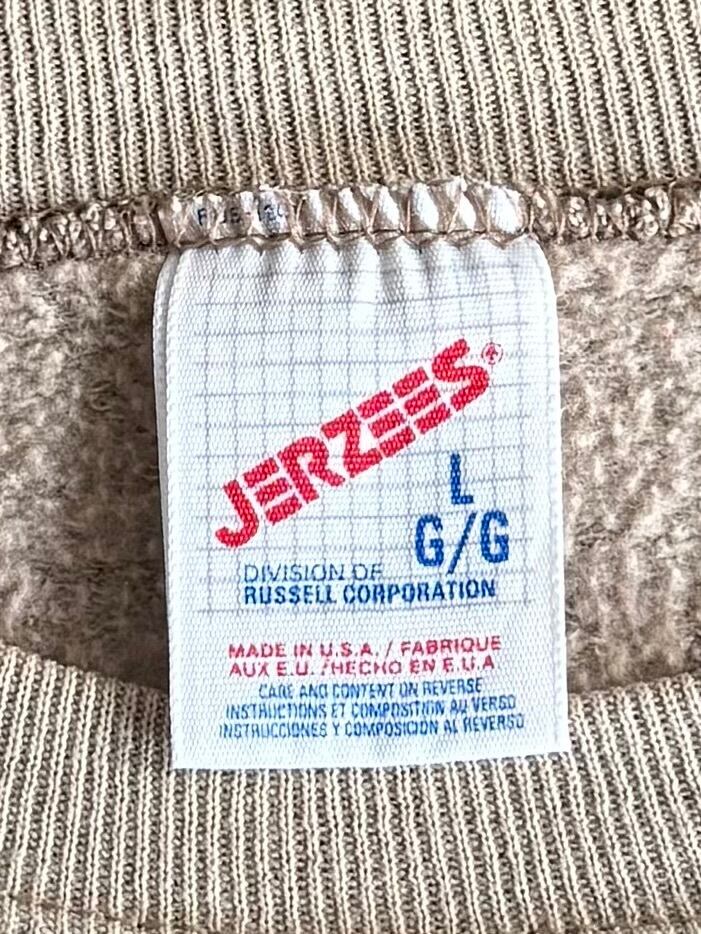 JERZEES®
L
G/G
DIVISION OF
RUSSELL CORPORATION
MADE IN U.S.A. / FABRIQUE
AUX E.U. / HECHO EN E.U.A
CARE AND CONTENT ON REVERSE
INSTRUCTIONS ET COMPOSITION AU VERSO
INSTRUCCIONES Y COMPOSICION AL REVERSO